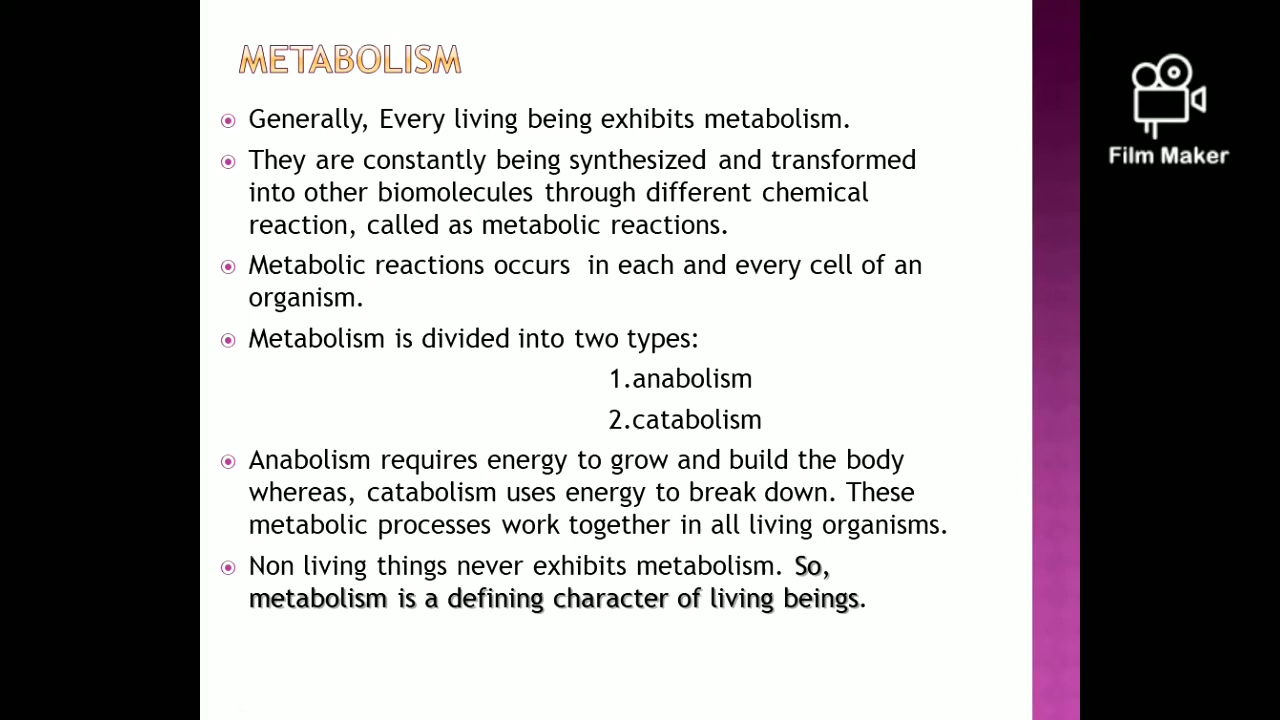 METABOLISM
Generally, Every living being exhibits metabolism.
They are constantly being synthesized and transformed
into other biomolecules through different chemical
reaction, called as metabolic reactions.
Metabolic reactions occurs  in each and every cell of an
organism.
Metabolism is divided into two types:
1.anabolism
2.catabolism
Anabolism requires energy to grow and build the body
whereas, catabolism uses energy to break down. These
metabolic processes work together in all living organisms.
Non living things never exhibits metabolism. So,
metabolism is a defining character of living beings.
Film Maker